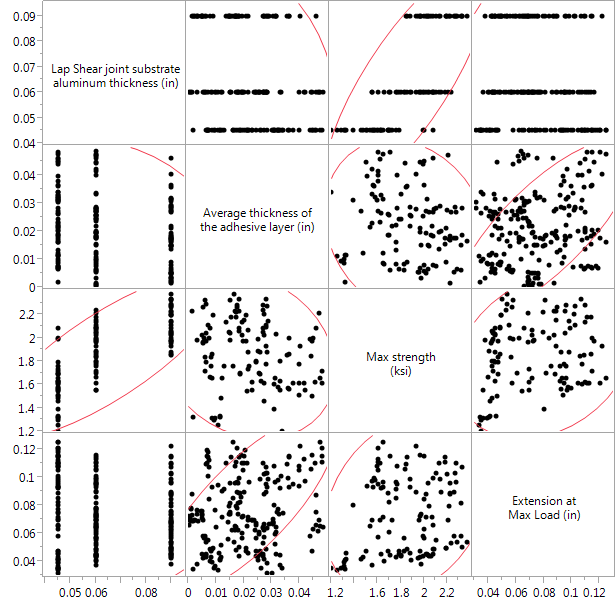 0.09
0.08
0.07
0.06
0.05
0.04
Lap Shear joint substrate
aluminum thickness (in)
0.04
0.03
0.02
0.01
0
Average thickness of
the adhesive layer (in)
2.2
2
1.8
1.6
1.4
1.2
Max strength
(ksi)
0.12
0.10
0.08
0.06
0.04
Extension at
Max Load (in)
0.05 0.06 0.08
0 0.01 0.02 0.03 0.04
1.2 1.6 1.8 2 2.2
0.04 0.06 0.08 0.1 0.12